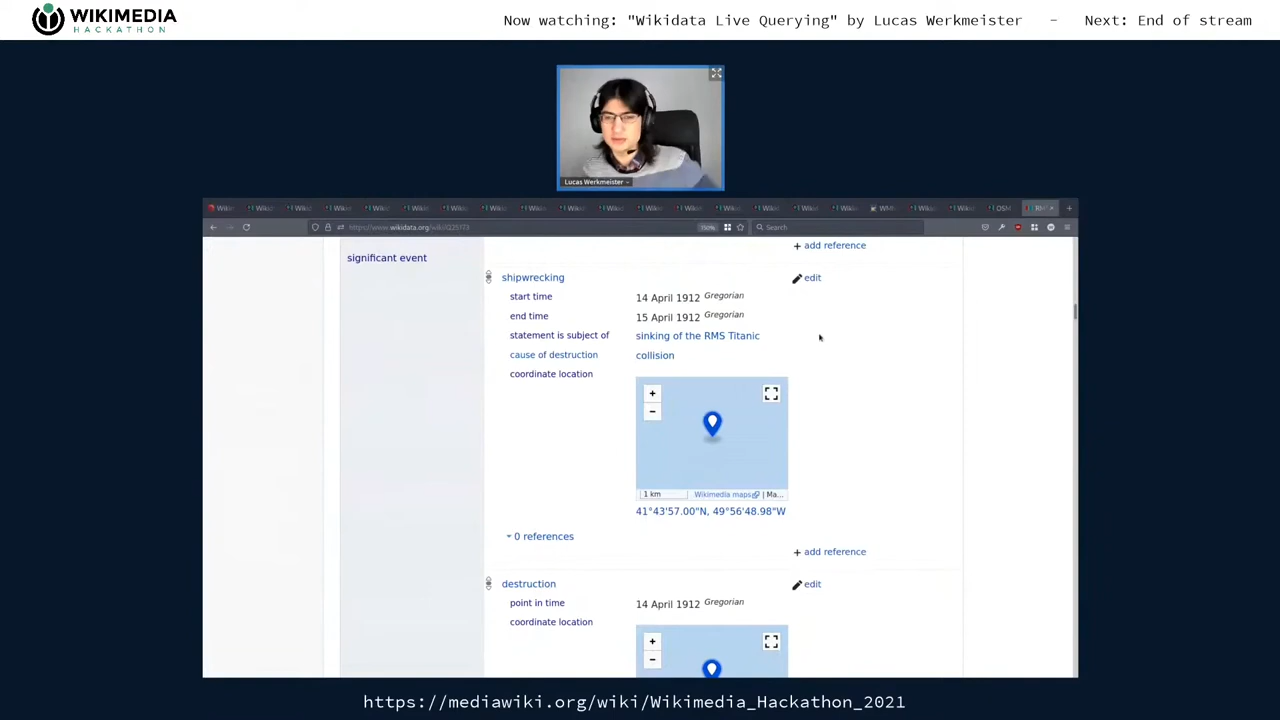 WIKIMEDIA
HACKATHON
Now watching: "Wikidata Live Querying" by Lucas Werkmeister - Next: End of stream
Lucas Werkmeister
Search
add reference
significant event
shipwrecking
edit
start time
14 April 1912 Gregorian
end time
15 April 1912 Gregorian
statement is subject of
sinking of the RMS Titanic
cause of destruction
collision
coordinate location
+
−
1 km
Wikimedia maps | Ma...
41°43'57.00"N, 49°56'48.98"W
0 references
+ add reference
destruction
edit
point in time
14 April 1912 Gregorian
coordinate location
+
−
https://mediawiki.org/wiki/Wikimedia_Hackathon_2021